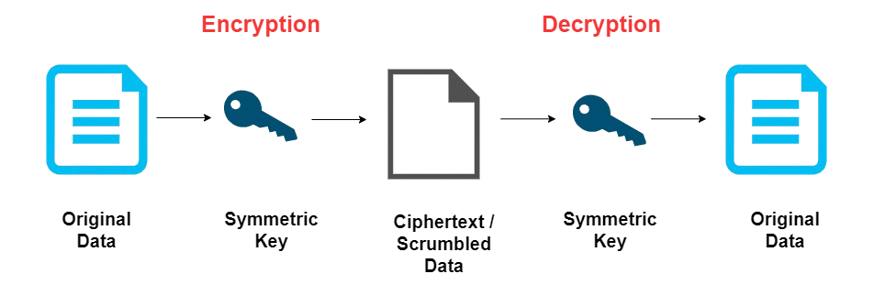 Encryption
Decryption
Original
Data
Symmetric
Key
Ciphertext /
Scrumbled
Data
Symmetric
Key
Original
Data